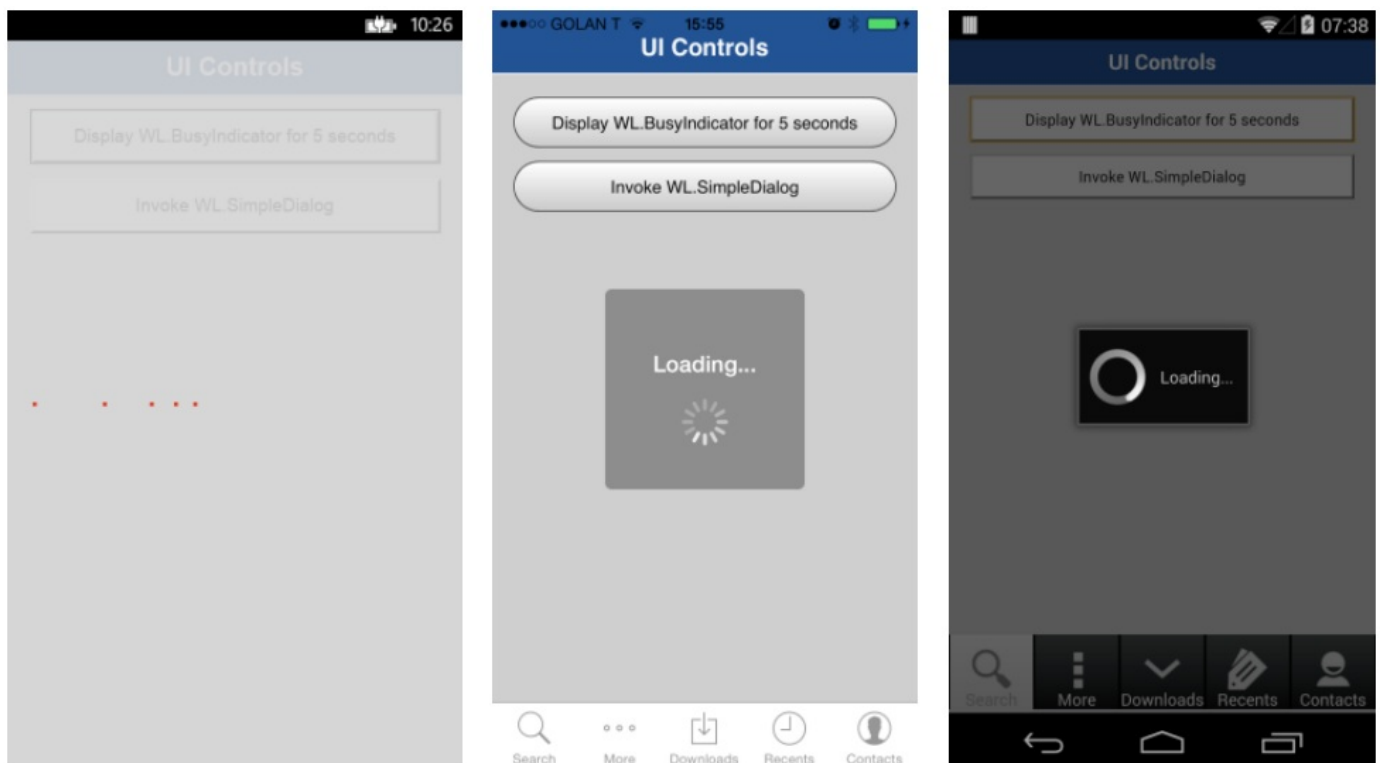 10:26
UI Controls
Display WL.BusyIndicator for 5 seconds
Invoke WL.SimpleDialog
GOLAN T 15:55
UI Controls
Display WL.BusyIndicator for 5 seconds
Invoke WL.SimpleDialog
Loading...
Search More Downloads Recents Contacts
07:38
UI Controls
Display WL.BusyIndicator for 5 seconds
Invoke WL.SimpleDialog
Loading...
Search More Downloads Recents Contacts